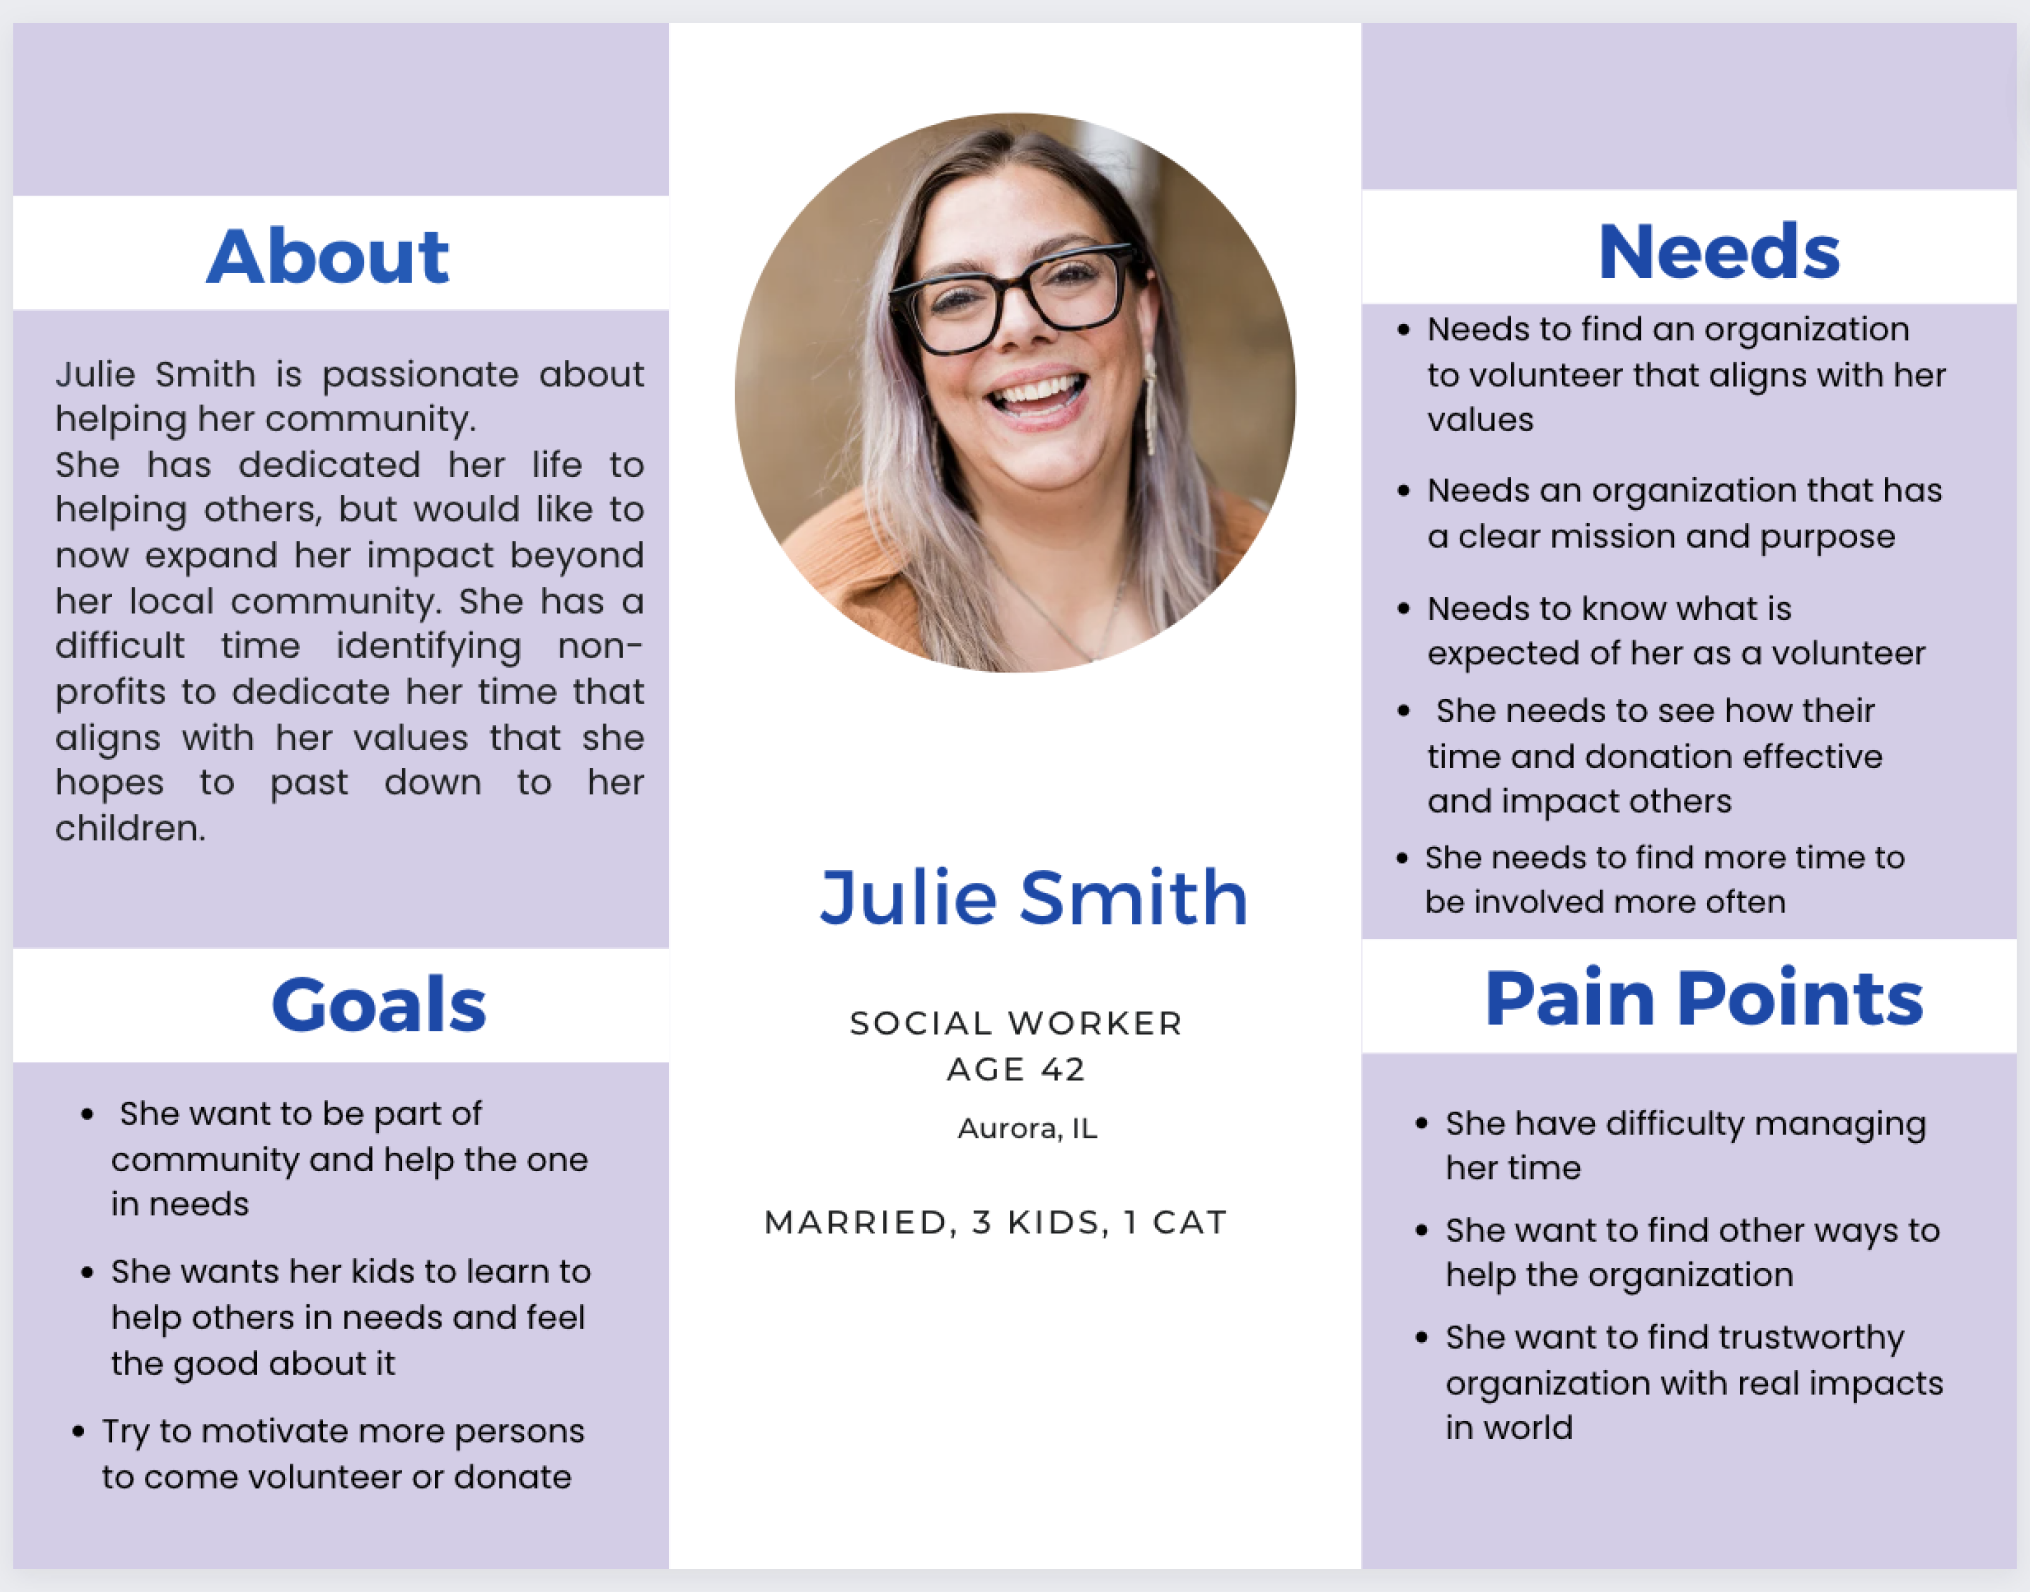 About
Julie Smith is passionate about
helping her community.
She has dedicated her life to
helping others, but would like to
now expand her impact beyond
her local community. She has a
difficult time identifying non-
profits to dedicate her time that
aligns with her values that she
hopes to past down to her
children.
Goals
• She want to be part of
community and help the one
in needs
• She wants her kids to learn to
help others in needs and feel
the good about it
• Try to motivate more persons
to come volunteer or donate
Julie Smith
SOCIAL WORKER
AGE 42
Aurora, IL
MARRIED, 3 KIDS, 1 CAT
Needs
• Needs to find an organization
to volunteer that aligns with her
values
• Needs an organization that has
a clear mission and purpose
• Needs to know what is
expected of her as a volunteer
• She needs to see how their
time and donation effective
and impact others
• She needs to find more time to
be involved more often
Pain Points
• She have difficulty managing
her time
• She want to find other ways to
help the organization
• She want to find trustworthy
organization with real impacts
in world